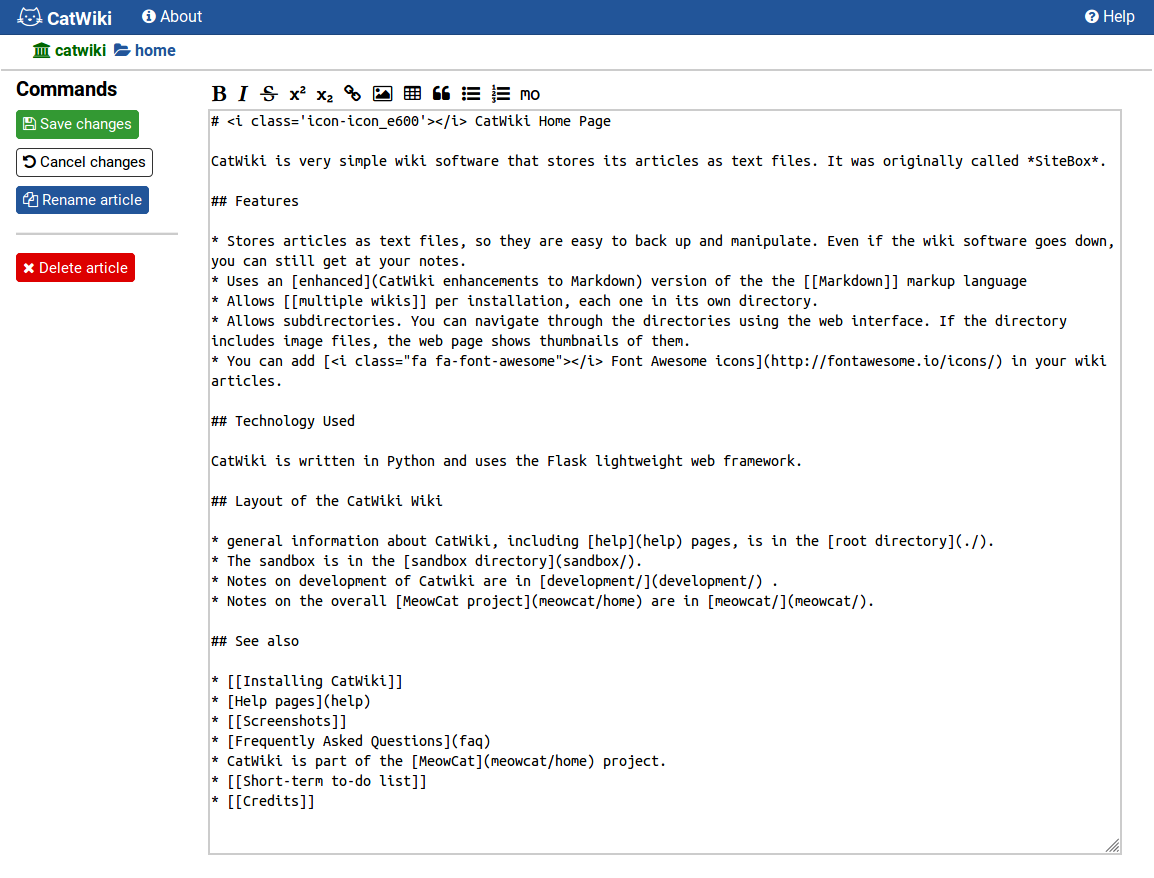 CatWiki About Help
catwiki home
Commands
Save changes
Cancel changes
Rename article
Delete article
B I S x² x₂ mo
# <i class='icon-icon_e600'></i> CatWiki Home Page
CatWiki is very simple wiki software that stores its articles as text files. It was originally called *SiteBox*.
## Features
* Stores articles as text files, so they are easy to back up and manipulate. Even if the wiki software goes down,
you can still get at your notes.
* Uses an [enhanced](CatWiki enhancements to Markdown) version of the the [[Markdown]] markup language
* Allows [[multiple wikis]] per installation, each one in its own directory.
* Allows subdirectories. You can navigate through the directories using the web interface. If the directory
includes image files, the web page shows thumbnails of them.
* You can add [<i class="fa fa-font-awesome"></i> Font Awesome icons](http://fontawesome.io/icons/) in your wiki
articles.
## Technology Used
CatWiki is written in Python and uses the Flask lightweight web framework.
## Layout of the CatWiki Wiki
* general information about CatWiki, including [help](help) pages, is in the [root directory](./).
* The sandbox is in the [sandbox directory](sandbox/).
* Notes on development of Catwiki are in [development/](development/) .
* Notes on the overall [MeowCat project](meowcat/home) are in [meowcat/](meowcat/).
## See also
* [[Installing CatWiki]]
* [Help pages](help)
* [[Screenshots]]
* [Frequently Asked Questions](faq)
* CatWiki is part of the [MeowCat](meowcat/home) project.
* [[Short-term to-do list]]
* [[Credits]]